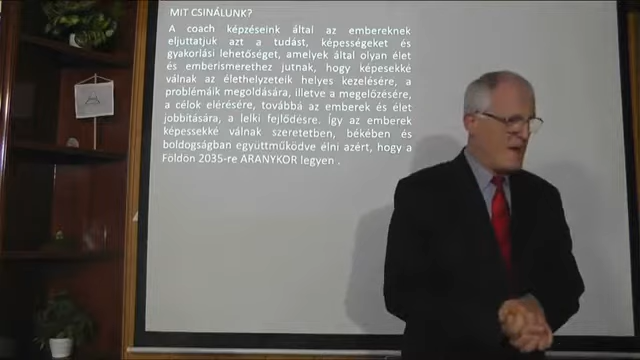 MIT CSINÁLUNK?
A coach képzéseink által az embereknek
eljuttatjuk azt a tudást, képességeket és
gyakorlási lehetőséget, amelyek által olyan élet
és emberismerethez jutnak, hogy képesekké
válnak az élethelyzeteik helyes kezelésére, a
problémáik megoldására, illetve a megelőzésére,
a célok elérésére, továbbá az emberek és élet
jobbítására, a lelki fejlődésre. Így az emberek
képessekké válnak szeretetben, békében és
boldogságban együttműködve élni azért, hogy a
Földön 2035-re ARANYKOR legyen .